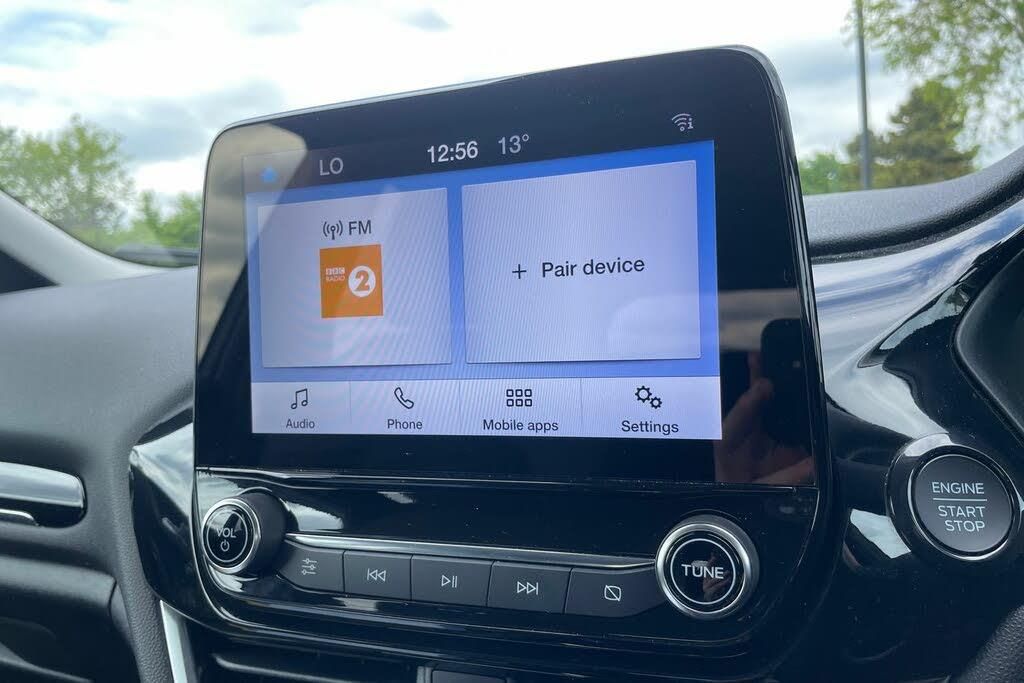 LO 12:56 13°
FM
BBC
RADIO
2
+ Pair device
Audio
Phone
Mobile apps
Settings
VOL
TUNE
ENGINE
START
STOP